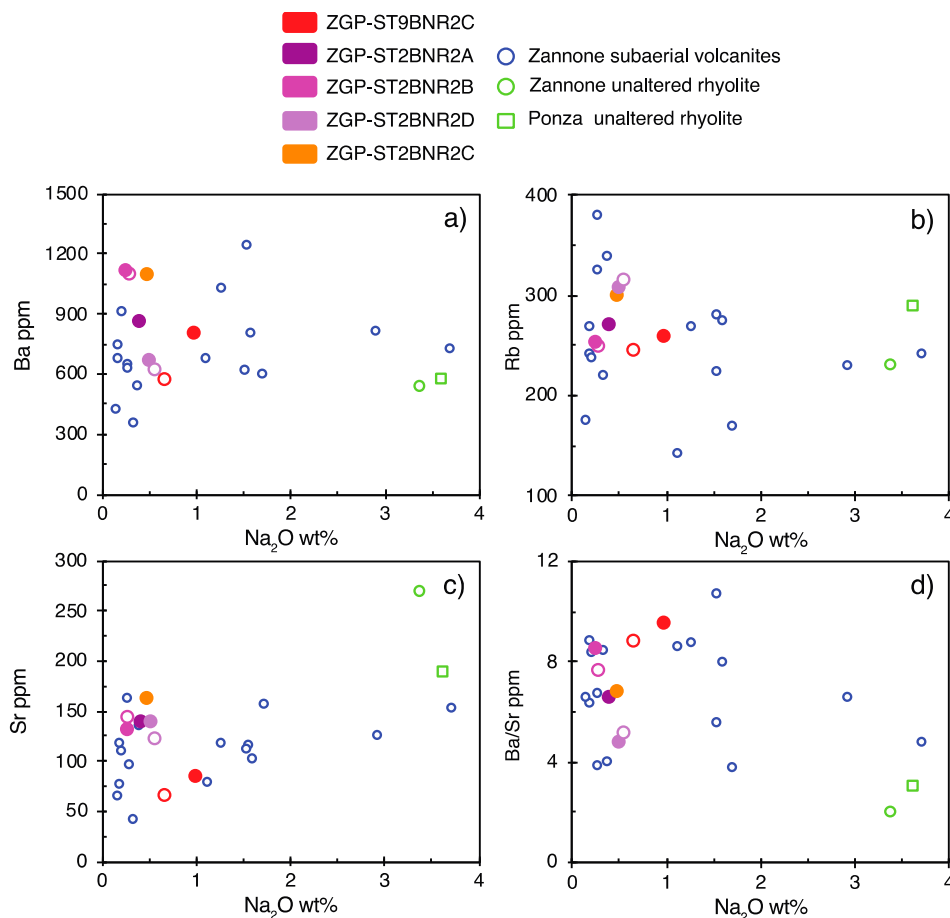 ZGP-ST9BNR2C
ZGP-ST2BNR2A
ZGP-ST2BNR2B
ZGP-ST2BNR2D
ZGP-ST2BNR2C
Zannone subaerial volcanites
Zannone unaltered rhyolite
Ponza unaltered rhyolite
a)
1500
1200
900
600
300
0
Ba ppm
0 1 2 3 4
Na₂O wt%
b)
400
300
200
100
Rb ppm
0 1 2 3 4
Na₂O wt%
c)
300
250
200
150
100
50
0
Sr ppm
0 1 2 3 4
Na₂O wt%
d)
12
8
4
0
Ba/Sr ppm
0 1 2 3 4
Na₂O wt%